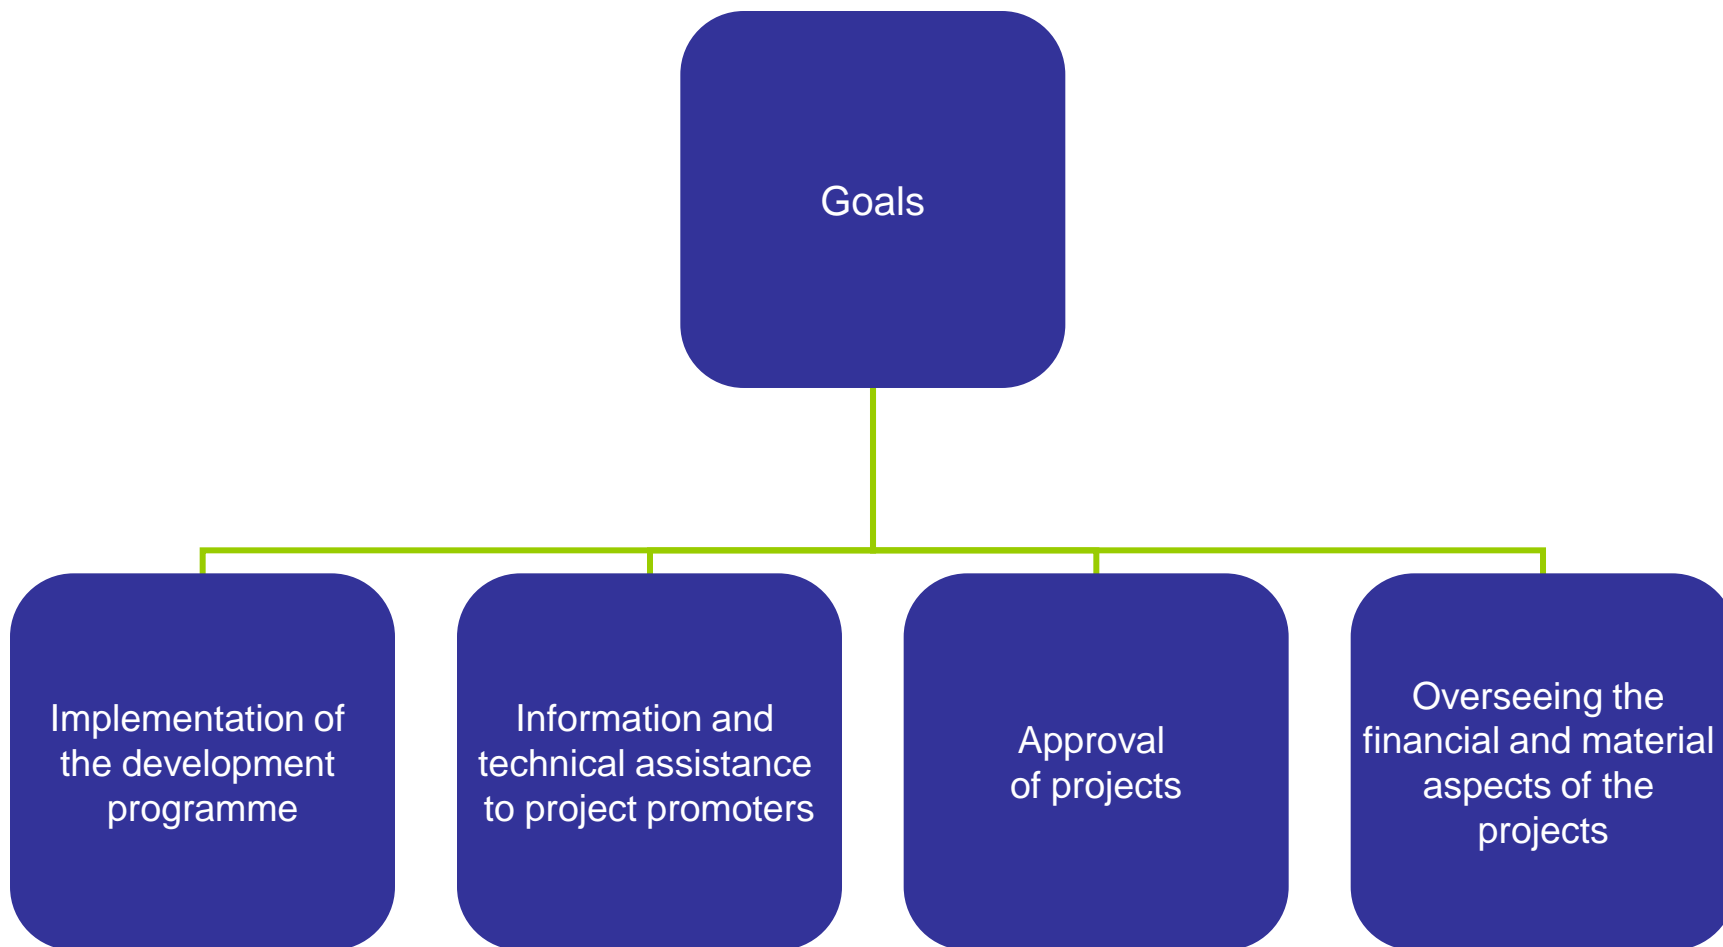 Goals
Implementation of
the development
programme
Information and
technical assistance
to project promoters
Approval
of projects
Overseeing the
financial and material
aspects of the
projects